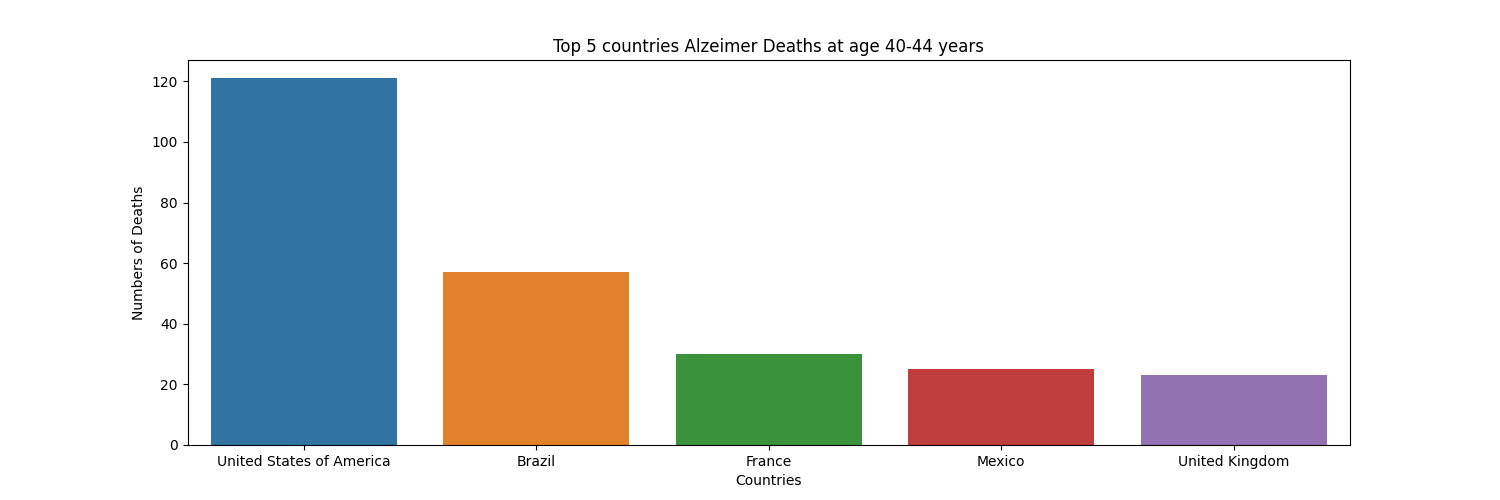 Top 5 countries Alzeimer Deaths at age 40-44 years
Numbers of Deaths
120
100
80
60
40
20
0
United States of America
Brazil
France
Mexico
United Kingdom
Countries